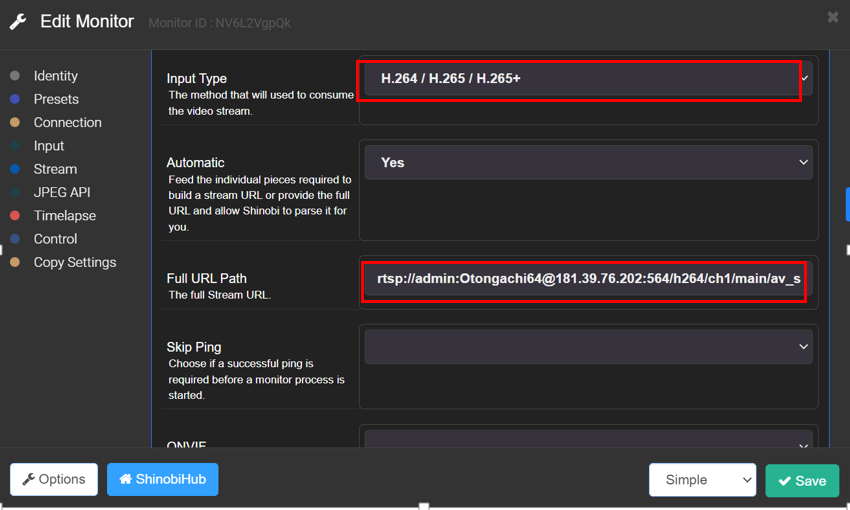 Edit Monitor Monitor ID : NV6L2VgpQk
Identity
Presets
Connection
Input
Stream
JPEG API
Timelapse
Control
Copy Settings
Input Type
The method that will used to consume
the video stream.
H.264 / H.265 / H.265+
Automatic
Feed the individual pieces required to
build a stream URL or provide the full
URL and allow Shinobi to parse it for
you.
Yes
Full URL Path
The full Stream URL.
rtsp://admin:Otongachi64@181.39.76.202:564/h264/ch1/main/av_s
Skip Ping
Choose if a successful ping is
required before a monitor process is
started.
ONVIF
Options
ShinobiHub
Simple
Save